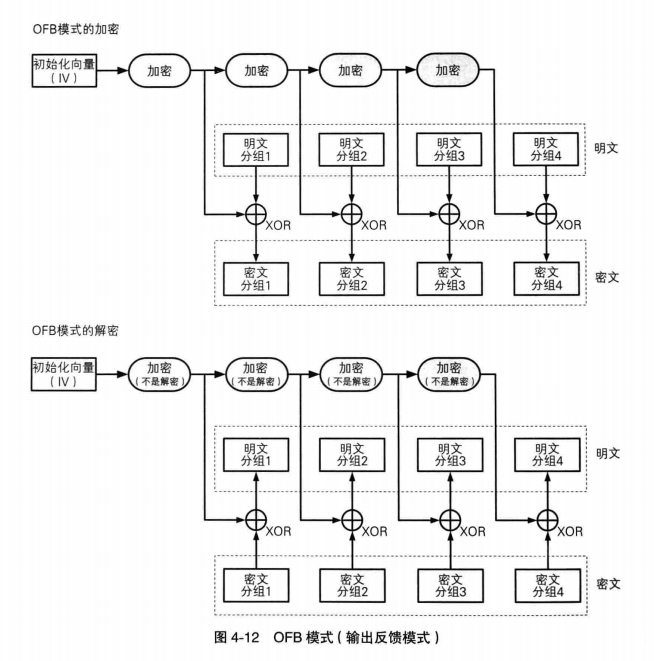 OFB模式的加密
初始化向量
（IV）
加密
加密
加密
加密
明文
分组1
明文
分组2
明文
分组3
明文
分组4
明文
XOR
XOR
XOR
XOR
密文
分组1
密文
分组2
密文
分组3
密文
分组4
密文
OFB模式的解密
初始化向量
（IV）
加密
（不是解密）
加密
（不是解密）
加密
（不是解密）
加密
（不是解密）
明文
分组1
明文
分组2
明文
分组3
明文
分组4
明文
XOR
XOR
XOR
XOR
密文
分组1
密文
分组2
密文
分组3
密文
分组4
密文
图 4-12 OFB 模式（输出反馈模式）